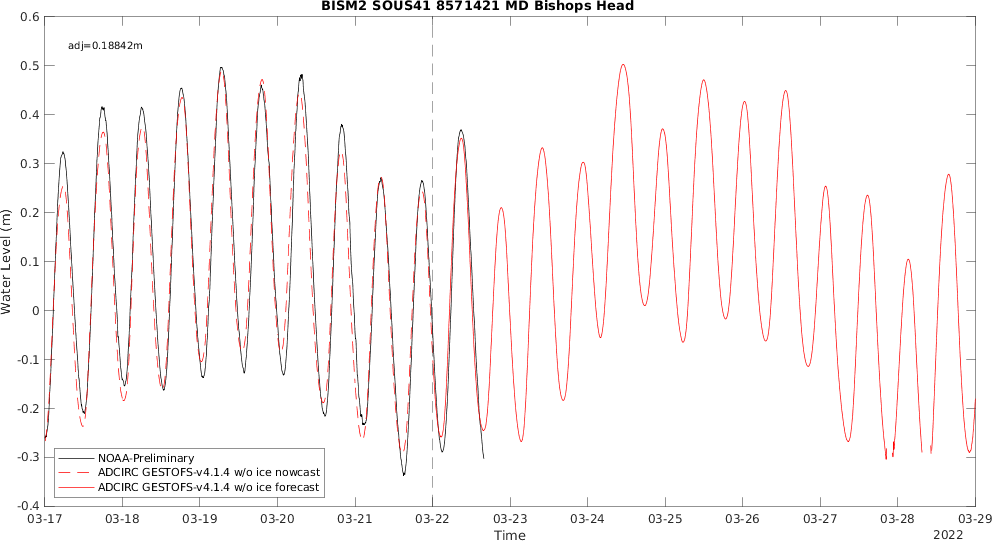 BISM2 SOUS41 8571421 MD Bishops Head
adj=0.18842m
Water Level (m)
0.6
0.5
0.4
0.3
0.2
0.1
0
-0.1
-0.2
-0.3
-0.4
NOAA-Preliminary
ADCIRC GESTOFS-v4.1.4 w/o ice nowcast
ADCIRC GESTOFS-v4.1.4 w/o ice forecast
03-17 03-18 03-19 03-20 03-21 03-22 03-23 03-24 03-25 03-26 03-27 03-28 03-29
Time
2022